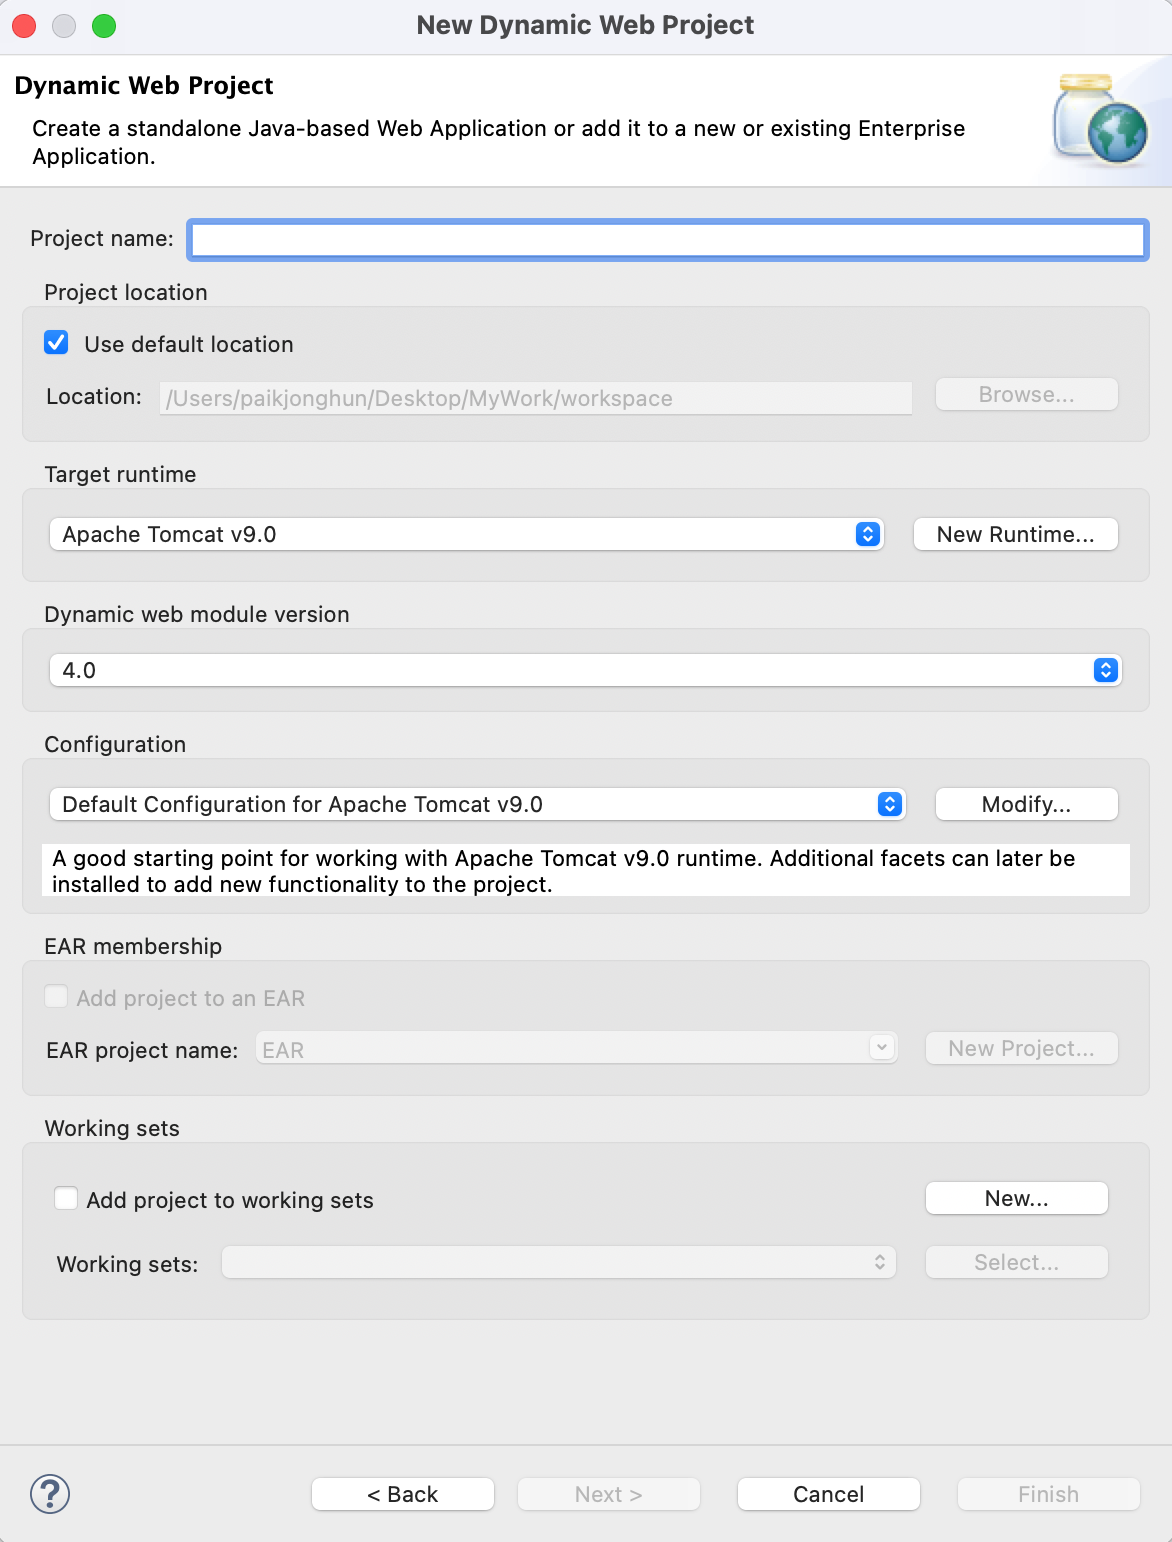 New Dynamic Web Project
Dynamic Web Project
Create a standalone Java-based Web Application or add it to a new or existing Enterprise
Application.
Project name:
Project location
Use default location
Location: /Users/paikjonghun/Desktop/MyWork/workspace Browse...
Target runtime
Apache Tomcat v9.0 New Runtime...
Dynamic web module version
4.0
Configuration
Default Configuration for Apache Tomcat v9.0 Modify...
A good starting point for working with Apache Tomcat v9.0 runtime. Additional facets can later be
installed to add new functionality to the project.
EAR membership
Add project to an EAR
EAR project name: EAR New Project...
Working sets
Add project to working sets New...
Working sets: Select...
? < Back Next > Cancel Finish